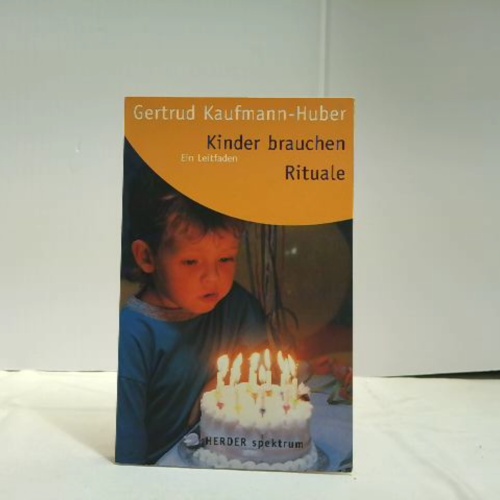 Gertrud Kaufmann-Huber
Kinder brauchen
Ein Leitfaden
Rituale
HERDER spektrum